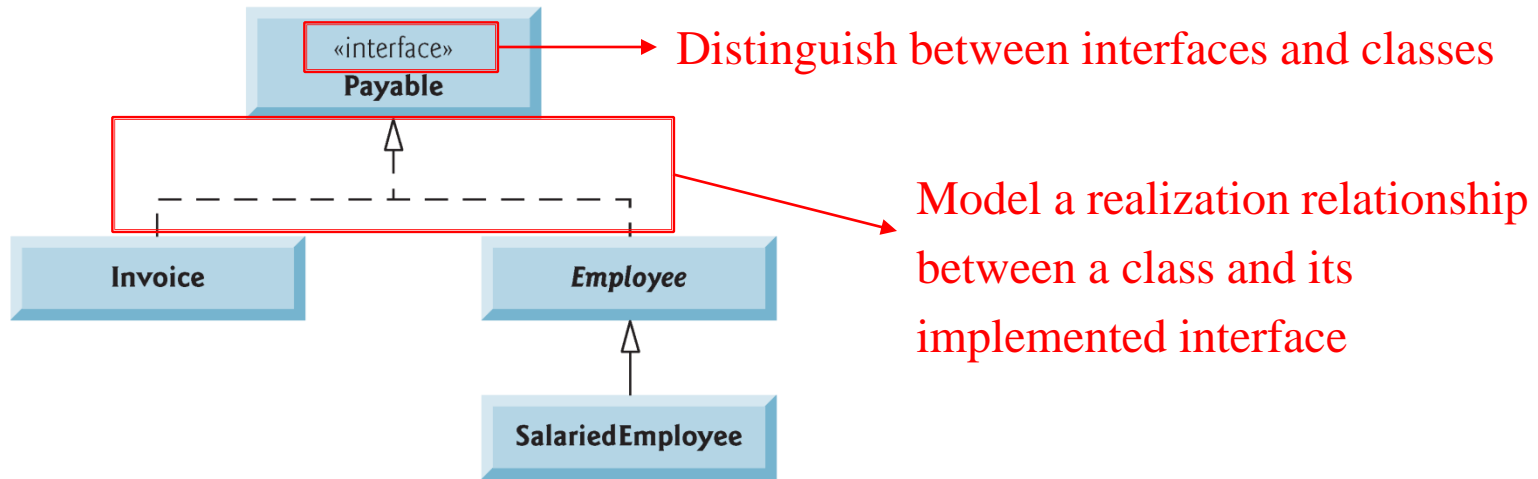 «interface»
Payable
Distinguish between interfaces and classes
Model a realization relationship
between a class and its
implemented interface
Invoice
Employee
SalariedEmployee